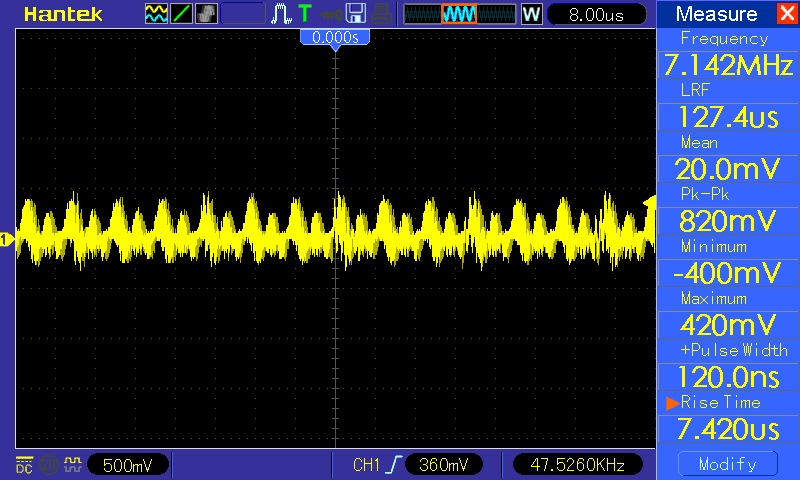 Hantek
T
W
8.00us
Measure
0.000s
Frequency
7.142MHz
LRF
127.4us
Mean
20.0mV
Pk-Pk
820mV
Minimum
-400mV
Maximum
420mV
+Pulse Width
120.0ns
Rise Time
7.420us
Modify
1
DC
500mV
CH1
360mV
47.5260KHz